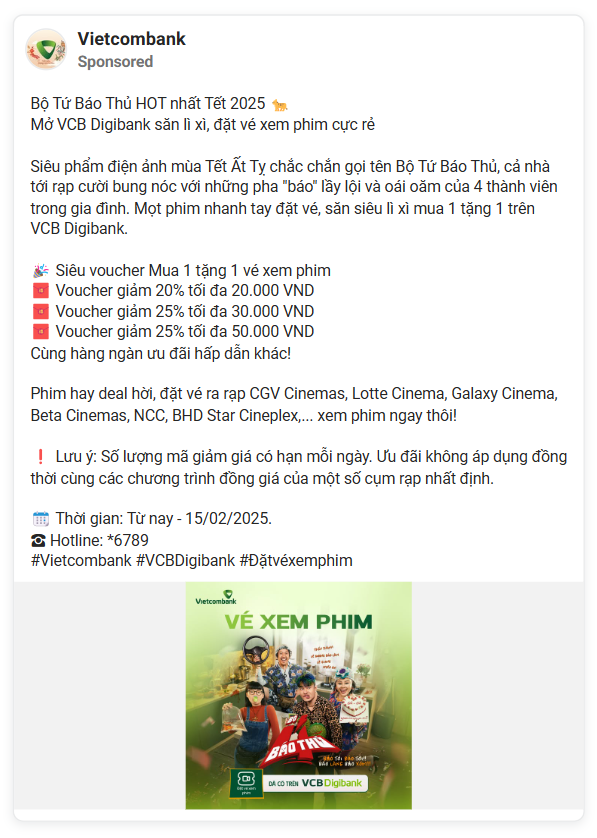 Vietcombank
Sponsored
Bộ Tứ Báo Thủ HOT nhất Tết 2025 🐆
Mở VCB Digibank săn lì xì, đặt vé xem phim cực rẻ
Siêu phẩm điện ảnh mùa Tết Ất Tỵ chắc chắn gọi tên Bộ Tứ Báo Thủ, cả nhà
tới rạp cười bung nóc với những pha "báo" lầy lội và oái oăm của 4 thành viên
trong gia đình. Mọt phim nhanh tay đặt vé, săn siêu lì xì mua 1 tặng 1 trên
VCB Digibank.
🎉 Siêu voucher Mua 1 tặng 1 vé xem phim
🧧 Voucher giảm 20% tối đa 20.000 VND
🧧 Voucher giảm 25% tối đa 30.000 VND
🧧 Voucher giảm 25% tối đa 50.000 VND
Cùng hàng ngàn ưu đãi hấp dẫn khác!
Phim hay deal hời, đặt vé ra rạp CGV Cinemas, Lotte Cinema, Galaxy Cinema,
Beta Cinemas, NCC, BHD Star Cineplex,... xem phim ngay thôi!
❗ Lưu ý: Số lượng mã giảm giá có hạn mỗi ngày. Ưu đãi không áp dụng đồng
thời cùng các chương trình đồng giá của một số cụm rạp nhất định.
🗓 Thời gian: Từ nay - 15/02/2025.
☎ Hotline: *6789
#Vietcombank #VCBDigibank #Đặtvéxemphim
Vietcombank
VÉ XEM PHIM
BỘ TỨ
BÁO THỦ
ĐÃ CÓ TRÊN VCB Digibank